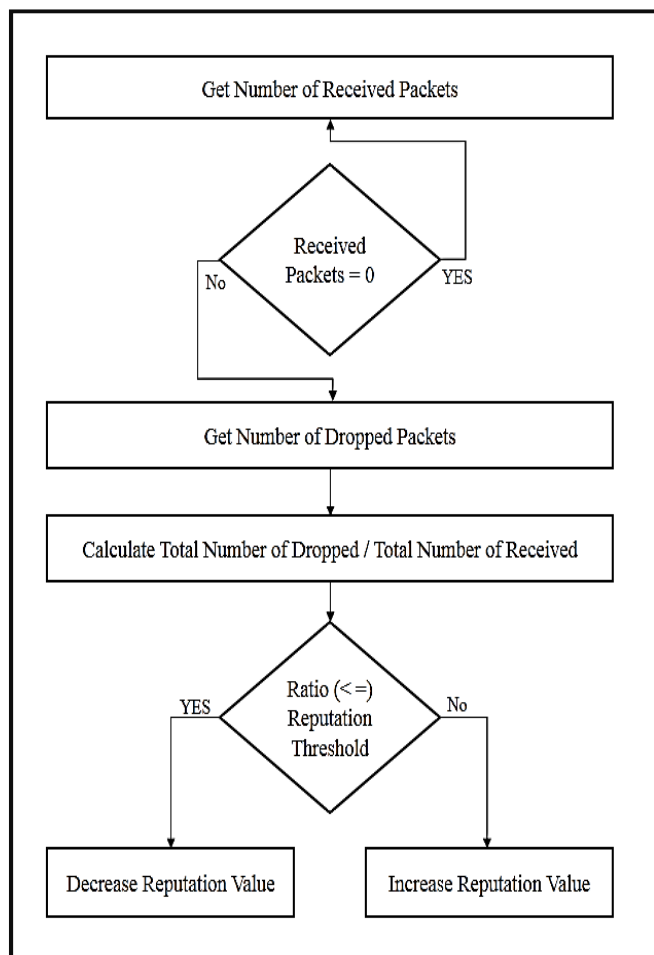 Get Number of Received Packets
Received
Packets = 0
No
YES
Get Number of Dropped Packets
Calculate Total Number of Dropped / Total Number of Received
Ratio (< =)
Reputation
Threshold
YES
No
Decrease Reputation Value
Increase Reputation Value